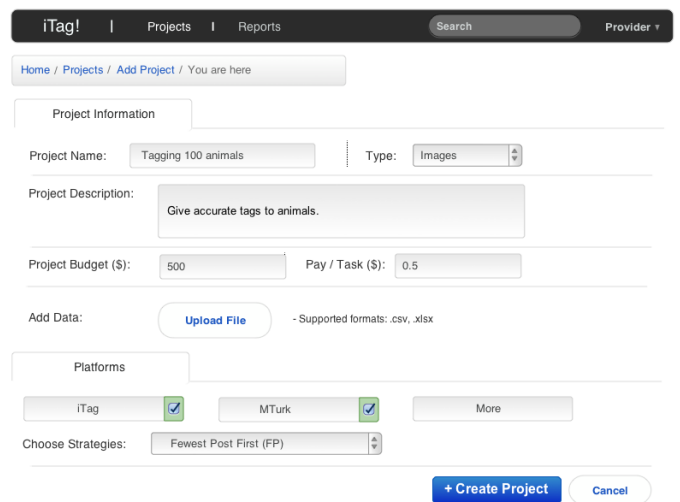 iTag! | Projects I Reports Search Provider ▾
Home / Projects / Add Project / You are here
Project Information
Project Name: Tagging 100 animals Type: Images
Project Description:
Give accurate tags to animals.
Project Budget ($): 500 Pay / Task ($): 0.5
Add Data: Upload File - Supported formats: .csv, .xlsx
Platforms
iTag MTurk More
Choose Strategies: Fewest Post First (FP)
+ Create Project Cancel